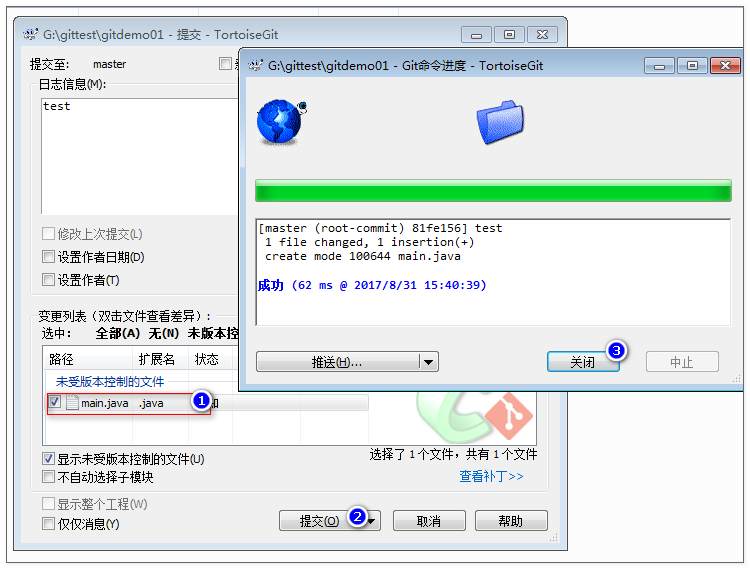 G:\gittest\gitdemo01 - 提交 - TortoiseGit
提交至: master
日志信息(M):
test
修改上次提交(L)
设置作者日期(D)
设置作者(T)
变更列表（双击文件查看差异）:
选中: 全部(A) 无(N) 未版本控
路径 扩展名 状态
未受版本控制的文件
main.java .java 1
显示未受版本控制的文件(U)
选择了 1 个文件，共有 1 个文件
不自动选择子模块
查看补丁>>
显示整个工程(W)
仅仅消息(Y)
提交(O) 2 取消 帮助
G:\gittest\gitdemo01 - Git命令进度 - TortoiseGit
[master (root-commit) 81fe156] test
1 file changed, 1 insertion(+)
create mode 100644 main.java
成功 (62 ms @ 2017/8/31 15:40:39)
推送(H)... 关闭 3 中止